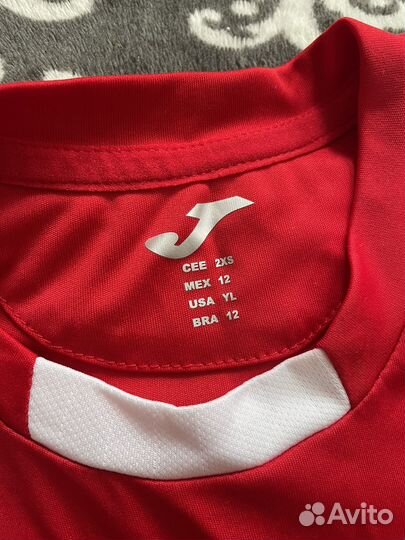 CEE 2XS
MEX 12
USA YL
BRA 12
Avito